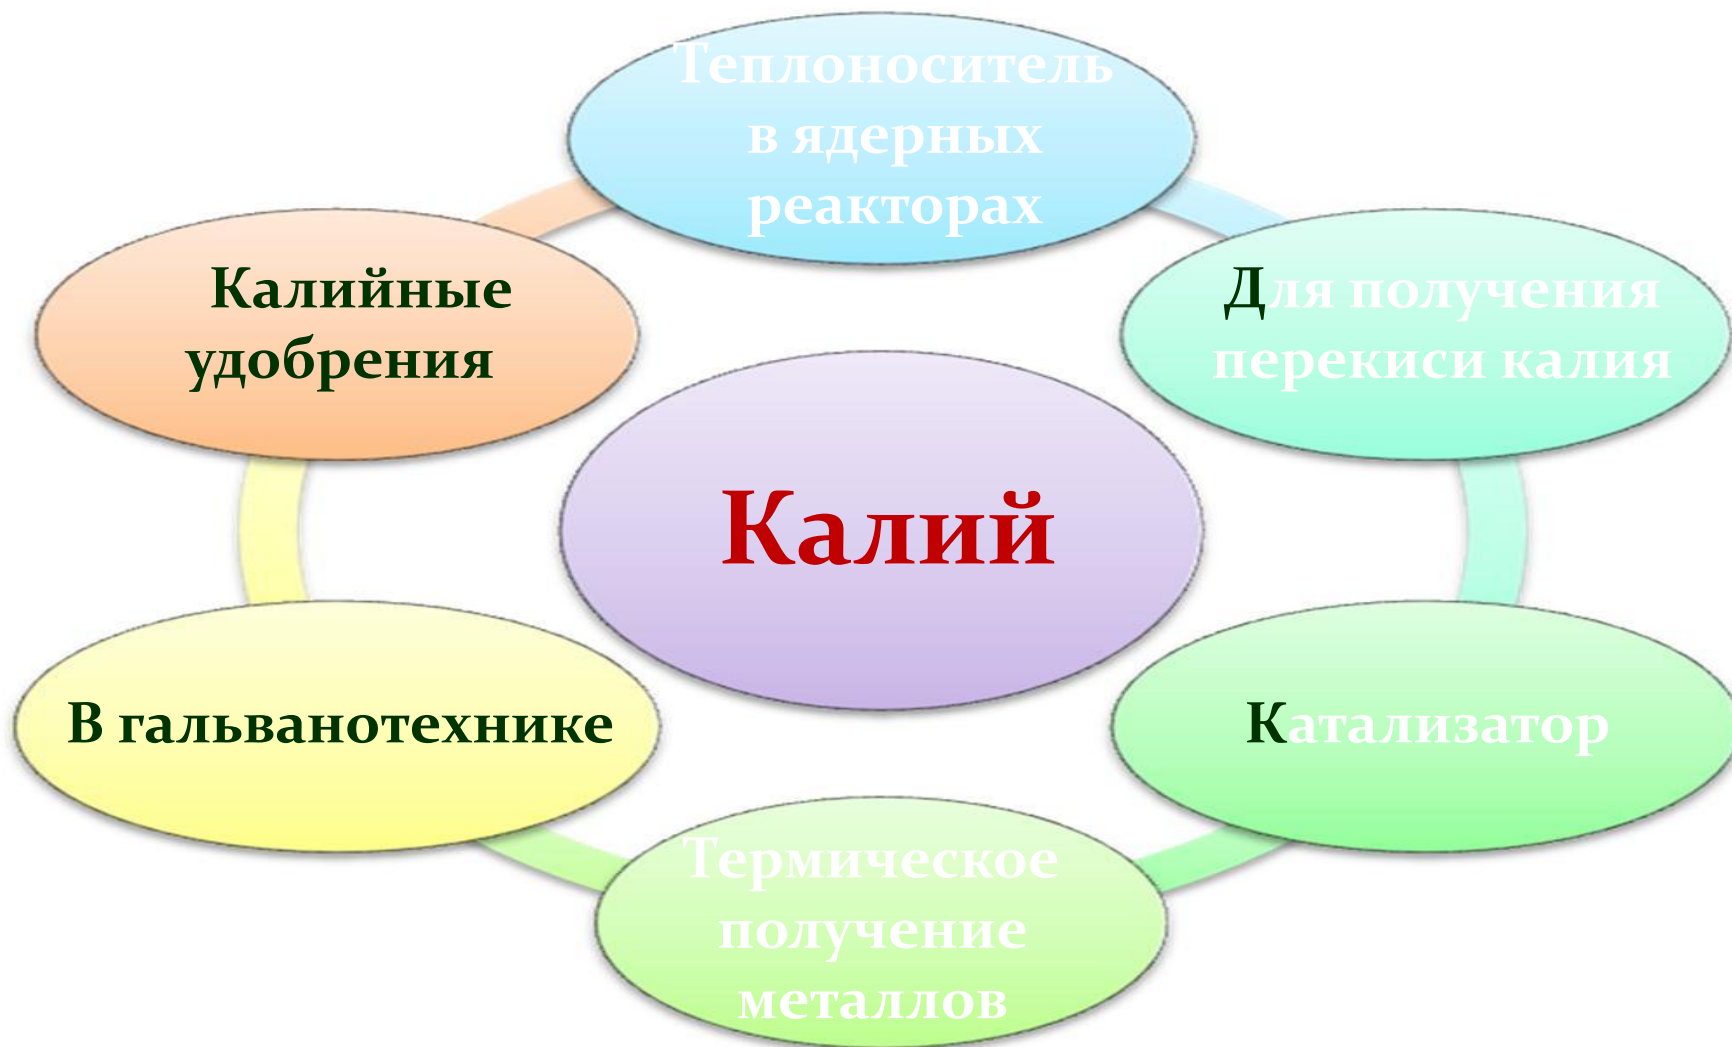 Теплоноситель
в ядерных
реакторах
Калийные
удобрения
Для получения
перекиси калия
Калий
В гальванотехнике
Катализатор
Термическое
получение
металлов